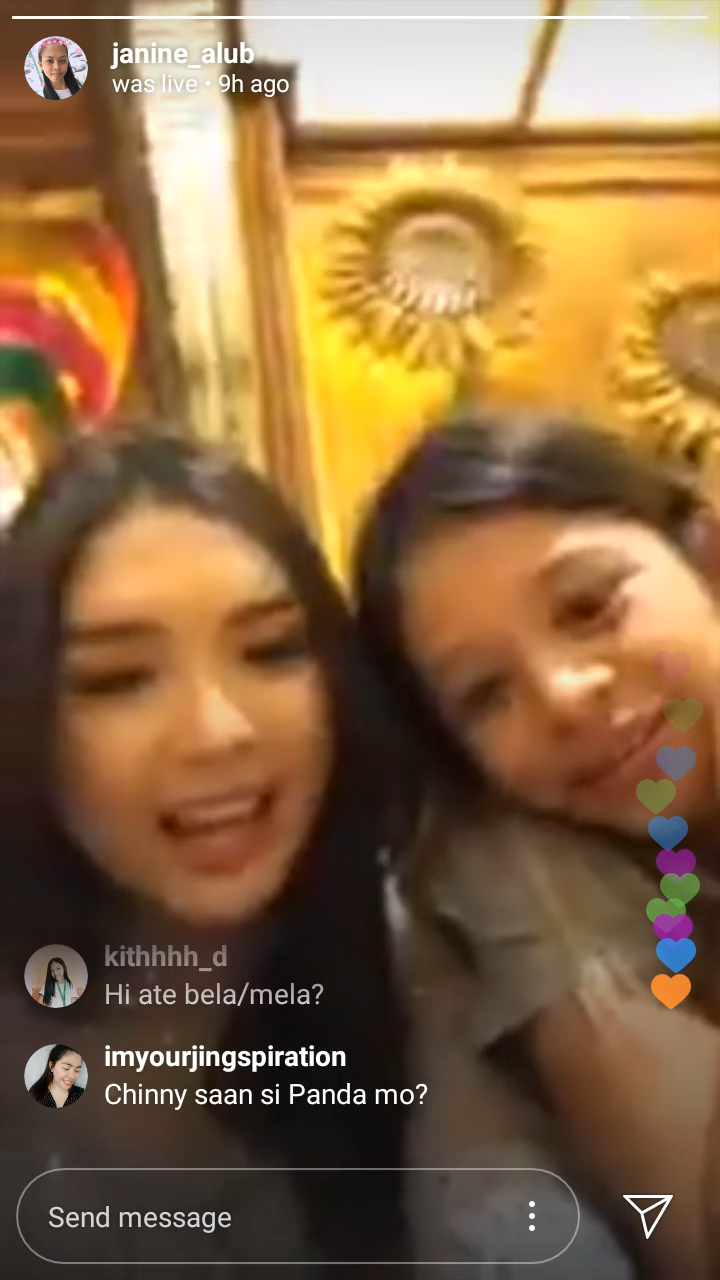 janine_alub
was live • 9h ago
kithhhh_d
Hi ate bela/mela?
imyourjingspiration
Chinny saan si Panda mo?
Send message